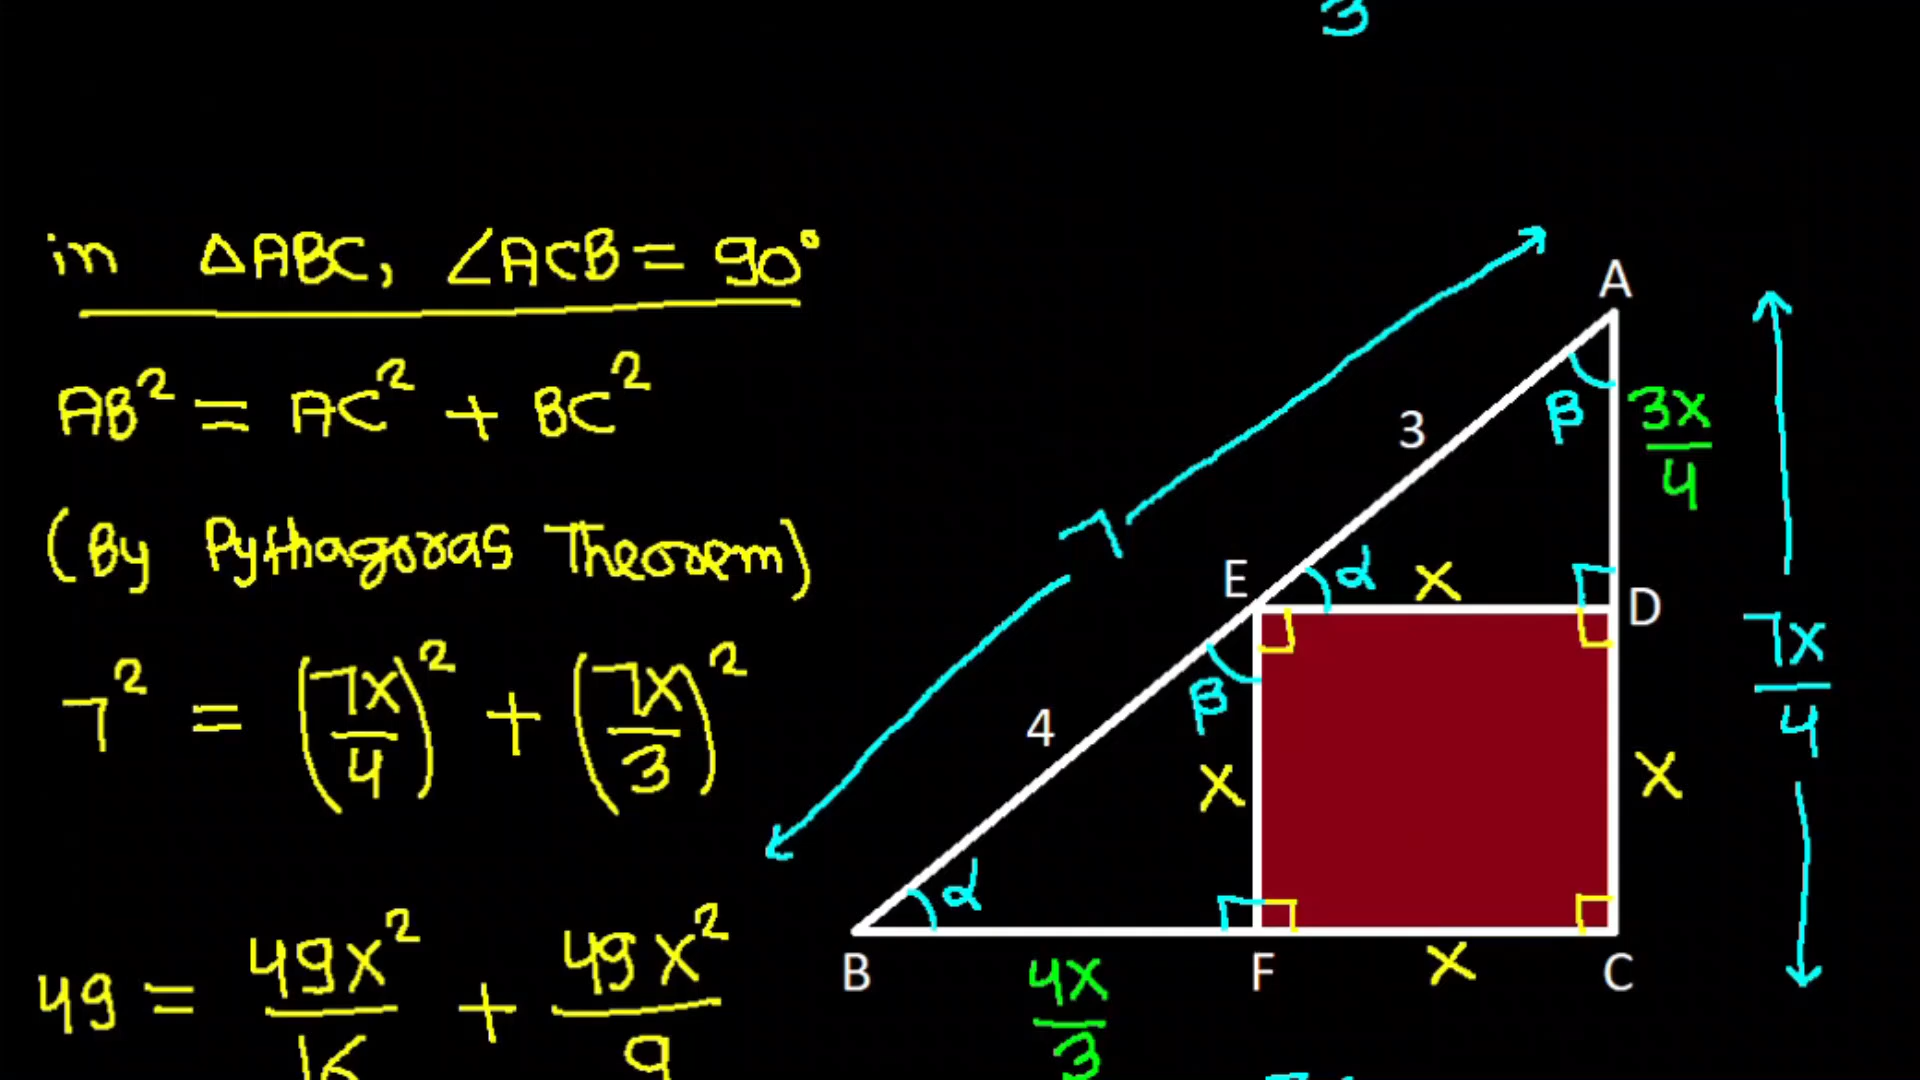 3
in ΔABC, ∠ACB = 90°
AB² = AC² + BC²
(By Pythagoras Theorem)
7² = (7x/4)² + (7x/3)²
49 = 49x²/16 + 49x²/9
A
β
3x/4
3
7
E
α
x
D
7x/4
β
4
x
x
α
B
F
x
C
4x/3